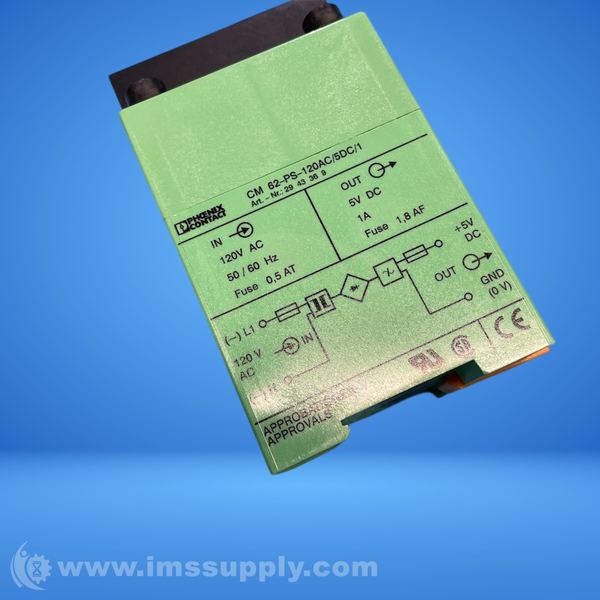 CM 62-PS-120AC/5DC/1
Art.-Nr.: 29 43 36 9
PHŒNIX
CONTACT
IN
120V AC
50/60 Hz
Fuse 0,5 AT
OUT
5V DC
1A
Fuse 1,8 AF
+5V
DC
OUT
GND
(0 V)
(~) L1
120 V
AC
IN
APPROVALS
CE
www.imssupply.com